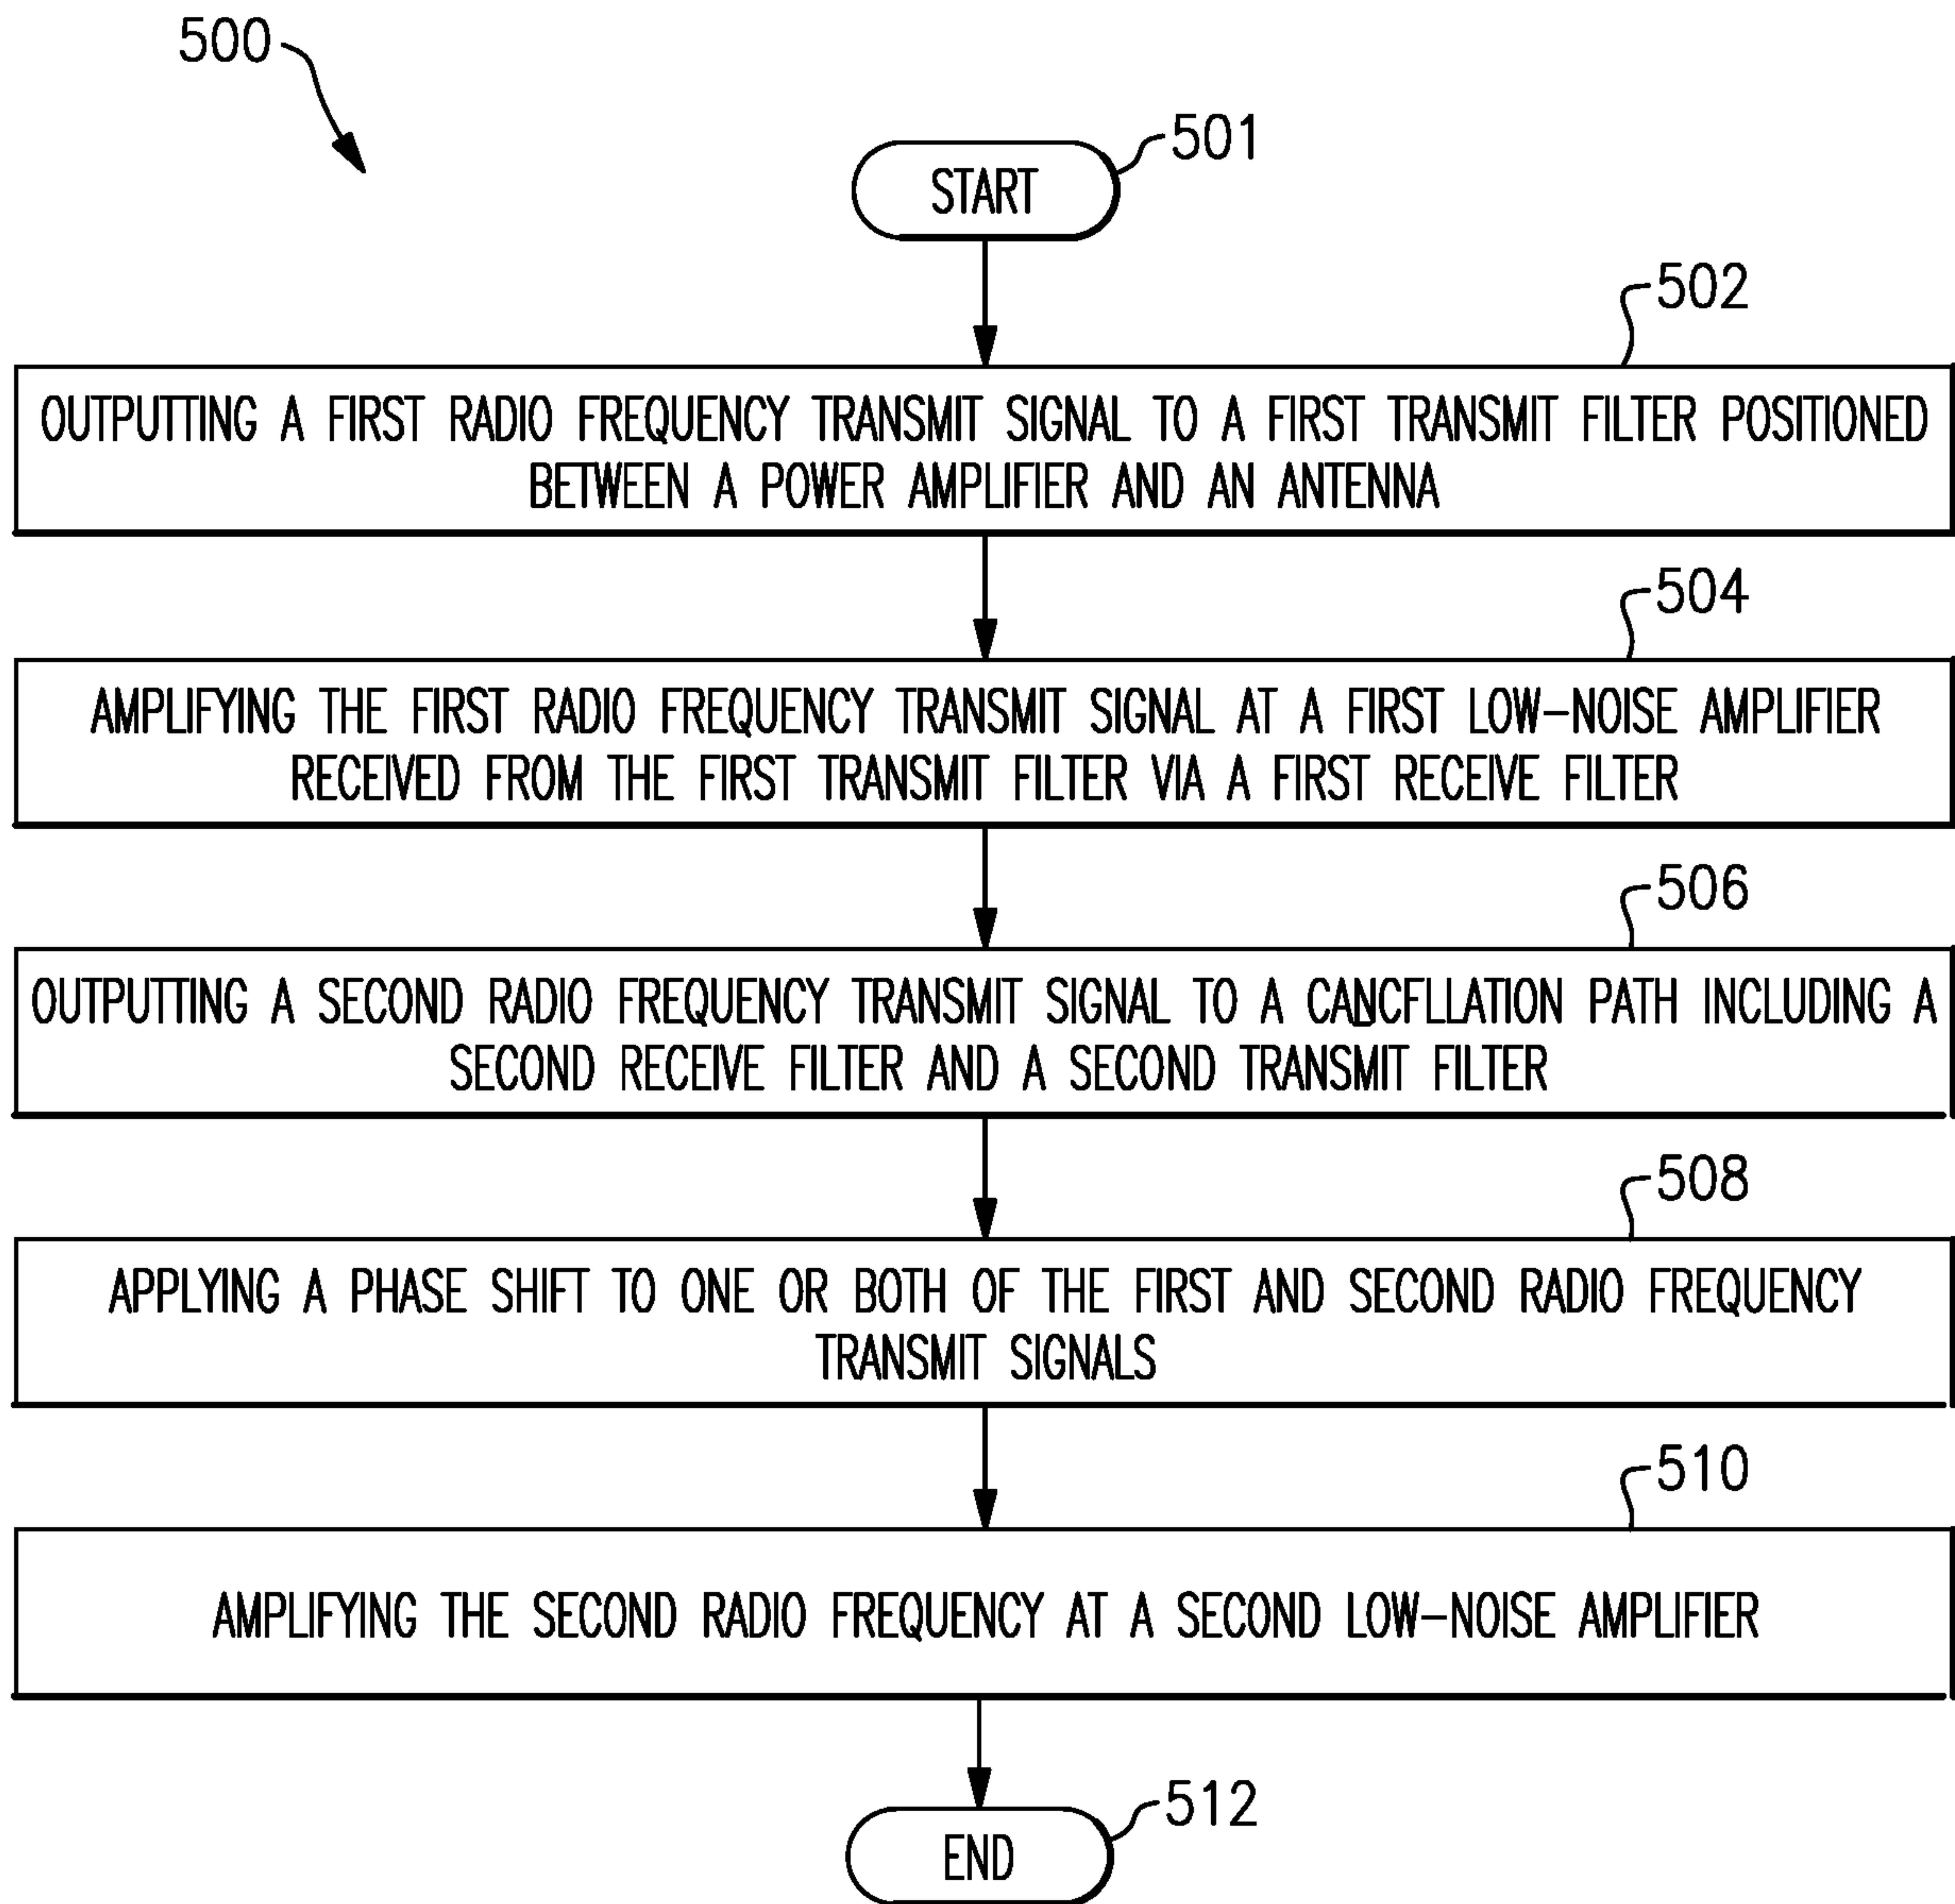 500
START
501
502
OUTPUTTING A FIRST RADIO FREQUENCY TRANSMIT SIGNAL TO A FIRST TRANSMIT FILTER POSITIONED
BETWEEN A POWER AMPLIFIER AND AN ANTENNA
504
AMPLIFYING THE FIRST RADIO FREQUENCY TRANSMIT SIGNAL AT A FIRST LOW-NOISE AMPLIFIER
RECEIVED FROM THE FIRST TRANSMIT FILTER VIA A FIRST RECEIVE FILTER
506
OUTPUTTING A SECOND RADIO FREQUENCY TRANSMIT SIGNAL TO A CANCFLLATION PATH INCLUDING A
SECOND RECEIVE FILTER AND A SECOND TRANSMIT FILTER
508
APPLYING A PHASE SHIFT TO ONE OR BOTH OF THE FIRST AND SECOND RADIO FREQUENCY
TRANSMIT SIGNALS
510
AMPLIFYING THE SECOND RADIO FREQUENCY AT A SECOND LOW-NOISE AMPLIFIER
512
END